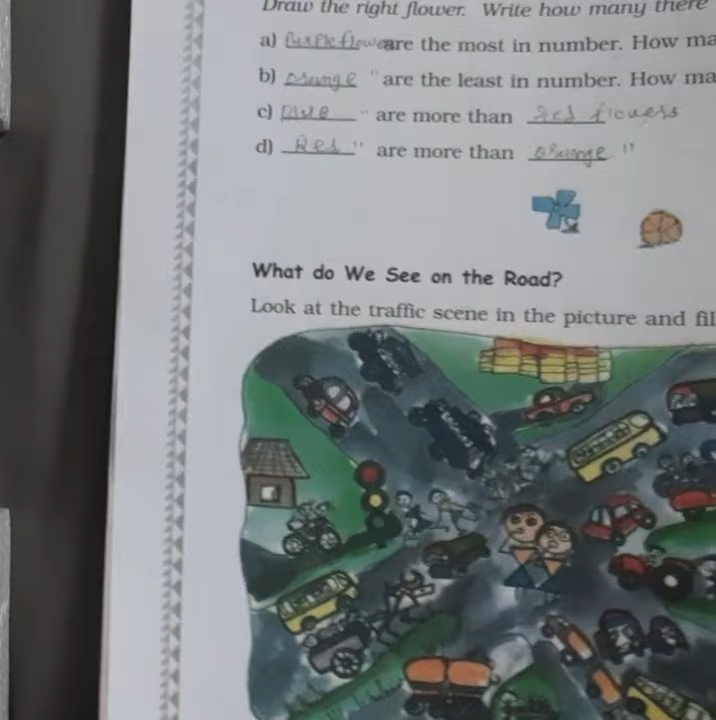 Draw the right flower. Write how many there
a) Purple flowers are the most in number. How ma
b) orange " are the least in number. How ma
c) Blue " are more than Red flowers
d) Red " are more than orange "
What do We See on the Road?
Look at the traffic scene in the picture and fil